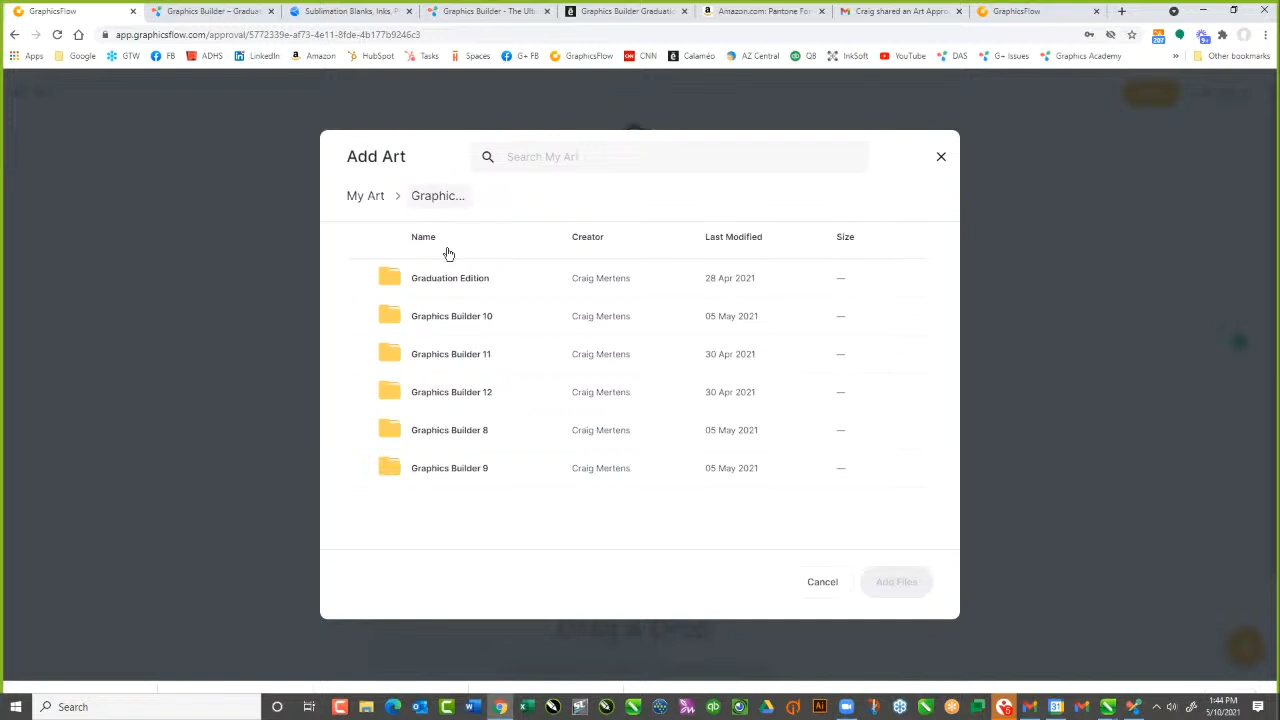 GraphicsFlow
Graphics Builder - Gradua
Sublimation Blanks, Inks, P
Graphics Builder - The Ult
Graphics Builder Graduatio
Amazon.com: Pantone Fo
Craig shared an Art Approv
GraphicsFlow
app.graphicsflow.com/approval/5772339e-af73-4e11-8fde-4b177b9246c3
Apps
Google
GTW
FB
ADHS
LinkedIn
Amazon
HubSpot
Tasks
Spaces
G+ FB
GraphicsFlow
CNN
Calaméo
AZ Central
QB
InkSoft
YouTube
DAS
G+ Issues
Graphics Academy
»
Other bookmarks
Add Art
Search My Art
My Art > Graphic...
Name Creator Last Modified Size
Graduation Edition Craig Mertens 28 Apr 2021 —
Graphics Builder 10 Craig Mertens 05 May 2021 —
Graphics Builder 11 Craig Mertens 30 Apr 2021 —
Graphics Builder 12 Craig Mertens 30 Apr 2021 —
Graphics Builder 8 Craig Mertens 05 May 2021 —
Graphics Builder 9 Craig Mertens 05 May 2021 —
Cancel Add Files
Search
1:44 PM
5/10/2021